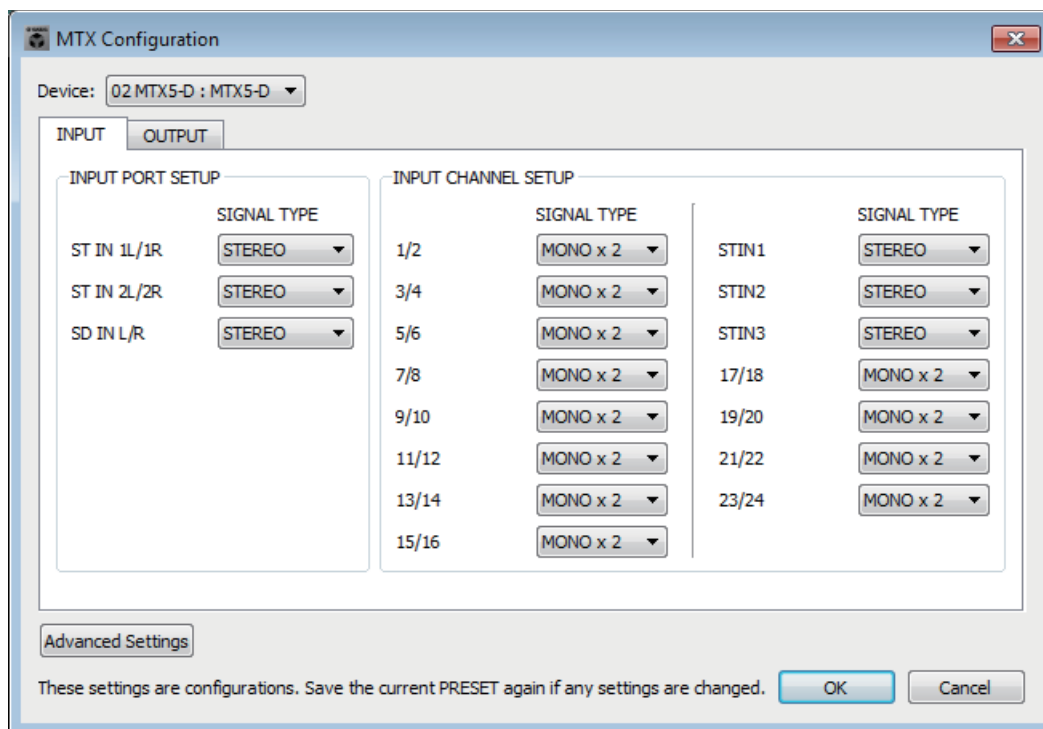 MTX Configuration
Device: 02 MTX5-D : MTX5-D
INPUT OUTPUT
INPUT PORT SETUP
SIGNAL TYPE
ST IN 1L/1R STEREO
ST IN 2L/2R STEREO
SD IN L/R STEREO
INPUT CHANNEL SETUP
SIGNAL TYPE
1/2 MONO x 2
3/4 MONO x 2
5/6 MONO x 2
7/8 MONO x 2
9/10 MONO x 2
11/12 MONO x 2
13/14 MONO x 2
15/16 MONO x 2
SIGNAL TYPE
STIN1 STEREO
STIN2 STEREO
STIN3 STEREO
17/18 MONO x 2
19/20 MONO x 2
21/22 MONO x 2
23/24 MONO x 2
Advanced Settings
These settings are configurations. Save the current PRESET again if any settings are changed. OK Cancel